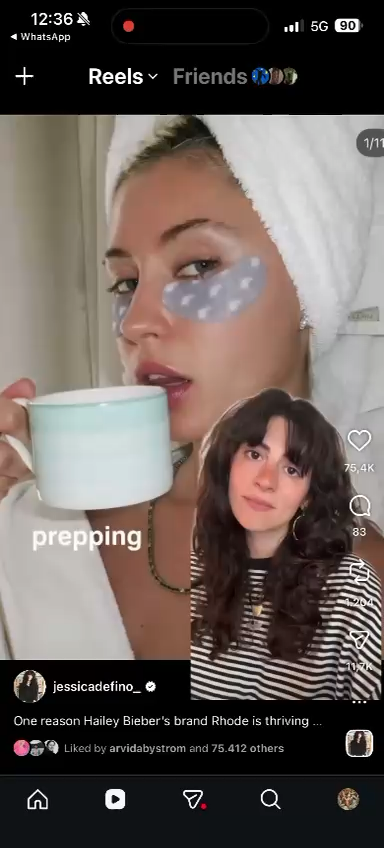 12:36
5G 90
◀ WhatsApp
Reels Friends
1/11
75,4K
83
prepping
1.204
11,7K
jessicadefino_
One reason Hailey Bieber's brand Rhode is thriving ...
Liked by arvidabystrom and 75.412 others